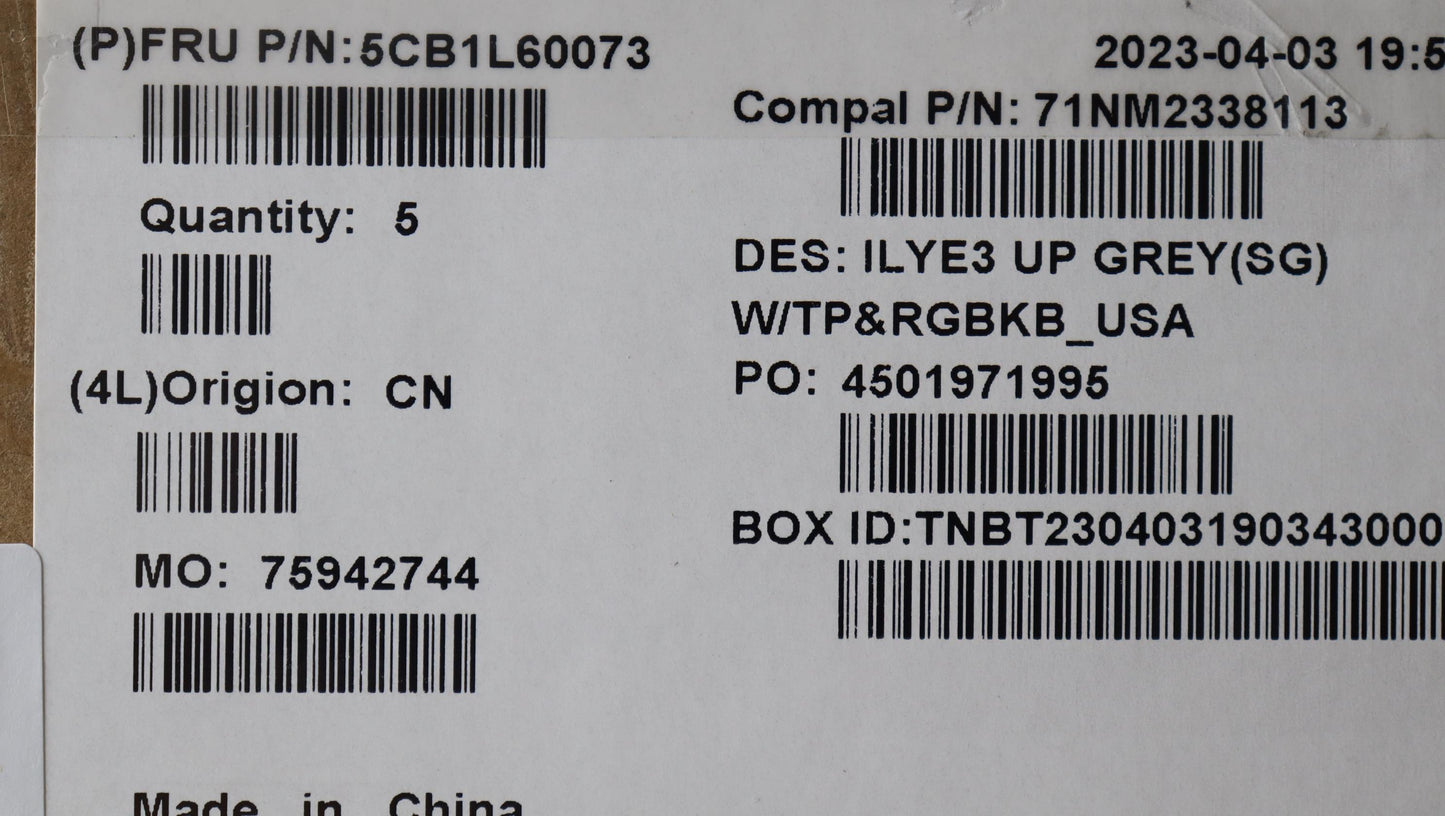 (P)FRU P/N:5CB1L60073
Quantity: 5
(4L)Origion: CN
MO: 75942744
Made in China
2023-04-03 19:5
Compal P/N: 71NM2338113
DES: ILYE3 UP GREY(SG)
W/TP&RGBKB_USA
PO: 4501971995
BOX ID:TNBT230403190343000